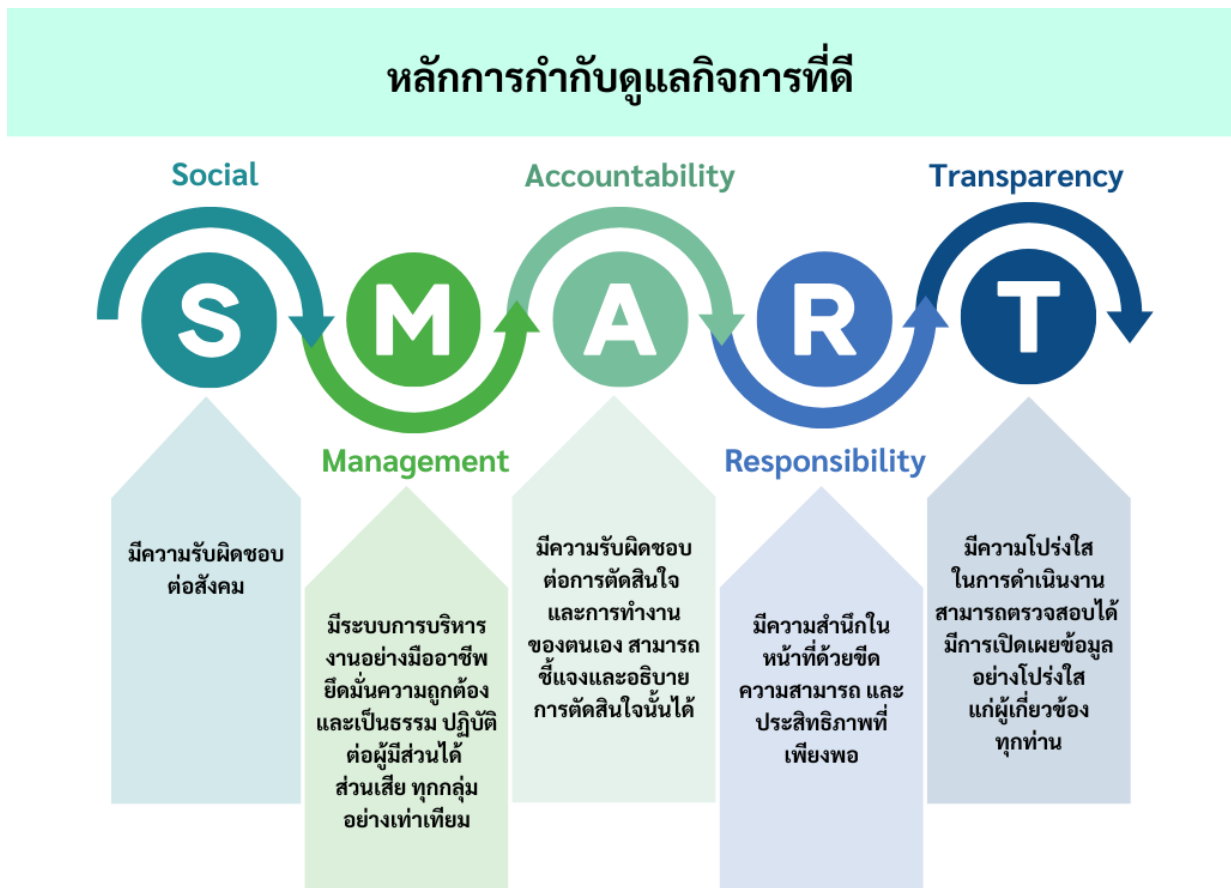 หลักการกำกับดูแลกิจการที่ดี
Social
Accountability
Transparency
S
M
A
R
T
Management
Responsibility
มีความรับผิดชอบ
ต่อสังคม
มีระบบการบริหาร
งานอย่างมืออาชีพ
ยึดมั่นความถูกต้อง
และเป็นธรรม ปฏิบัติ
ต่อผู้มีส่วนได้
ส่วนเสีย ทุกกลุ่ม
อย่างเท่าเทียม
มีความรับผิดชอบ
ต่อการตัดสินใจ
และการทำงาน
ของตนเอง สามารถ
ชี้แจงและอธิบาย
การตัดสินใจนั้นได้
มีความสำนึกใน
หน้าที่ด้วยขีด
ความสามารถ และ
ประสิทธิภาพที่
เพียงพอ
มีความโปร่งใส
ในการดำเนินงาน
สามารถตรวจสอบได้
มีการเปิดเผยข้อมูล
อย่างโปร่งใส
แก่ผู้เกี่ยวข้อง
ทุกท่าน